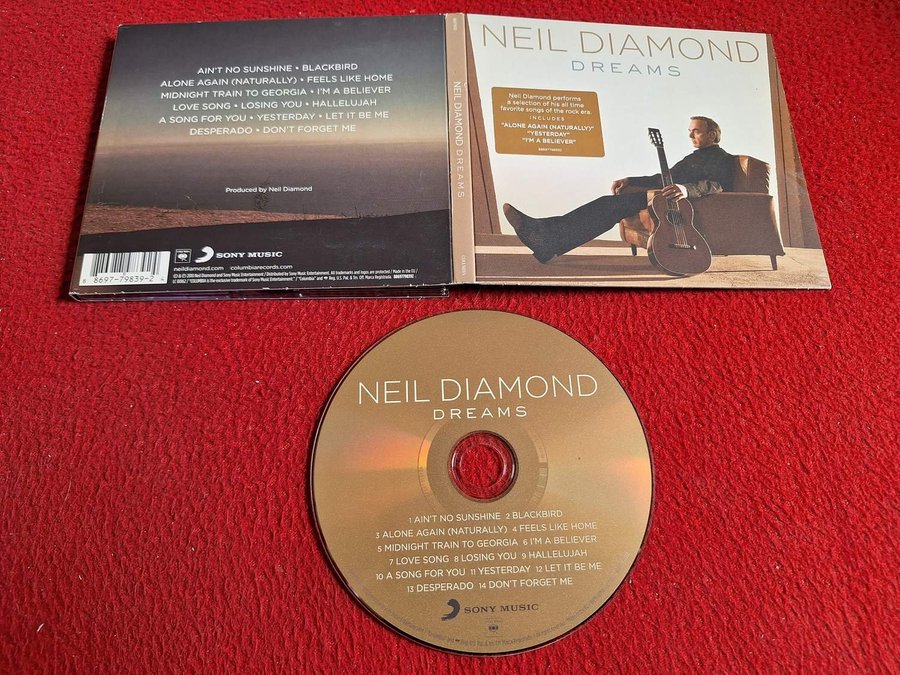 AIN'T NO SUNSHINE • BLACKBIRD
ALONE AGAIN (NATURALLY) • FEELS LIKE HOME
MIDNIGHT TRAIN TO GEORGIA • I'M A BELIEVER
LOVE SONG • LOSING YOU • HALLELUJAH
A SONG FOR YOU • YESTERDAY • LET IT BE ME
DESPERADO • DON'T FORGET ME
Produced by Neil Diamond
SONY MUSIC
neildiamond.com columbiarecords.com
8 8697-79839-2
NEIL DIAMOND DREAMS
NEIL DIAMOND
DREAMS
Neil Diamond performs
a selection of his all time
favorite songs of the rock era.
INCLUDES
"ALONE AGAIN (NATURALLY)"
"YESTERDAY"
"I'M A BELIEVER"
NEIL DIAMOND
DREAMS
1 AIN'T NO SUNSHINE 2 BLACKBIRD
3 ALONE AGAIN (NATURALLY) 4 FEELS LIKE HOME
5 MIDNIGHT TRAIN TO GEORGIA 6 I'M A BELIEVER
7 LOVE SONG 8 LOSING YOU 9 HALLELUJAH
10 A SONG FOR YOU 11 YESTERDAY 12 LET IT BE ME
13 DESPERADO 14 DON'T FORGET ME
SONY MUSIC